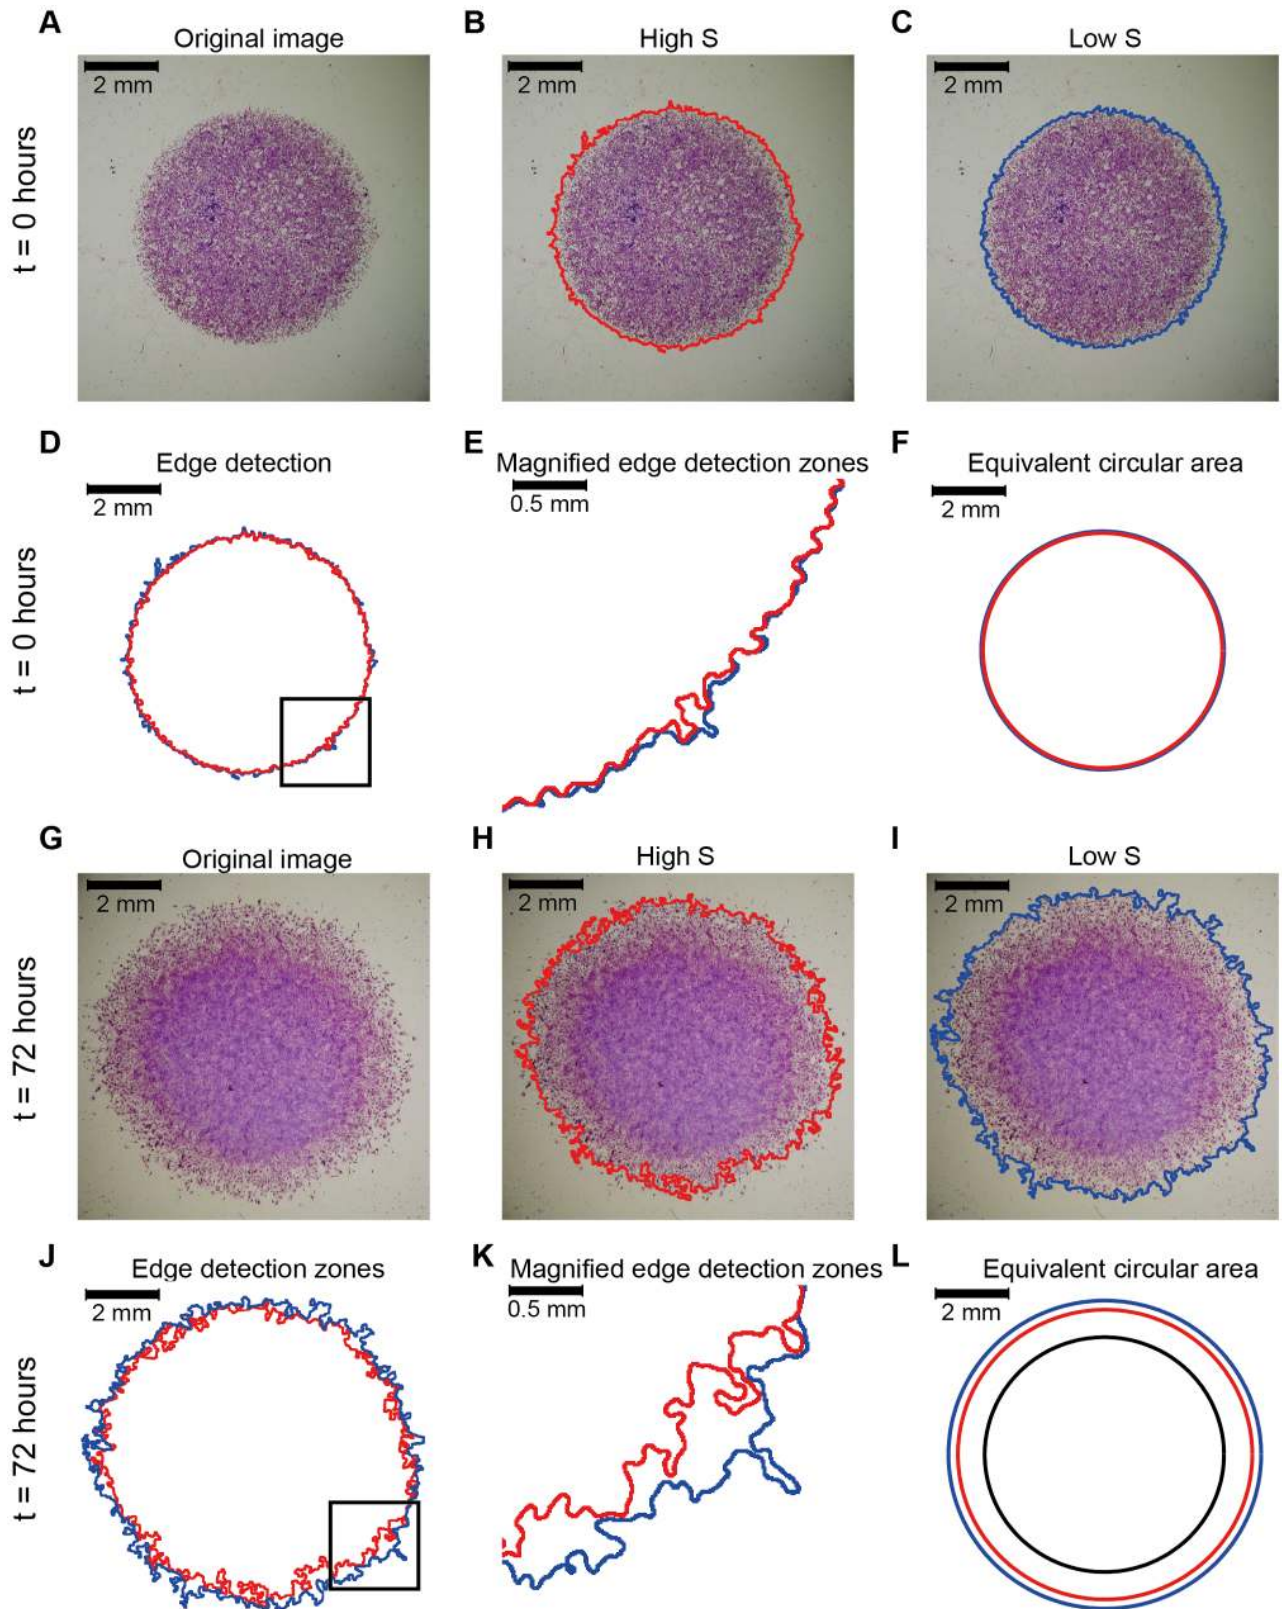 A
Original image
2 mm
B
High S
2 mm
C
Low S
2 mm
t = 0 hours
D
Edge detection
2 mm
E
Magnified edge detection zones
0.5 mm
F
Equivalent circular area
2 mm
t = 0 hours
G
Original image
2 mm
H
High S
2 mm
I
Low S
2 mm
t = 72 hours
J
Edge detection zones
2 mm
K
Magnified edge detection zones
0.5 mm
L
Equivalent circular area
2 mm
t = 72 hours